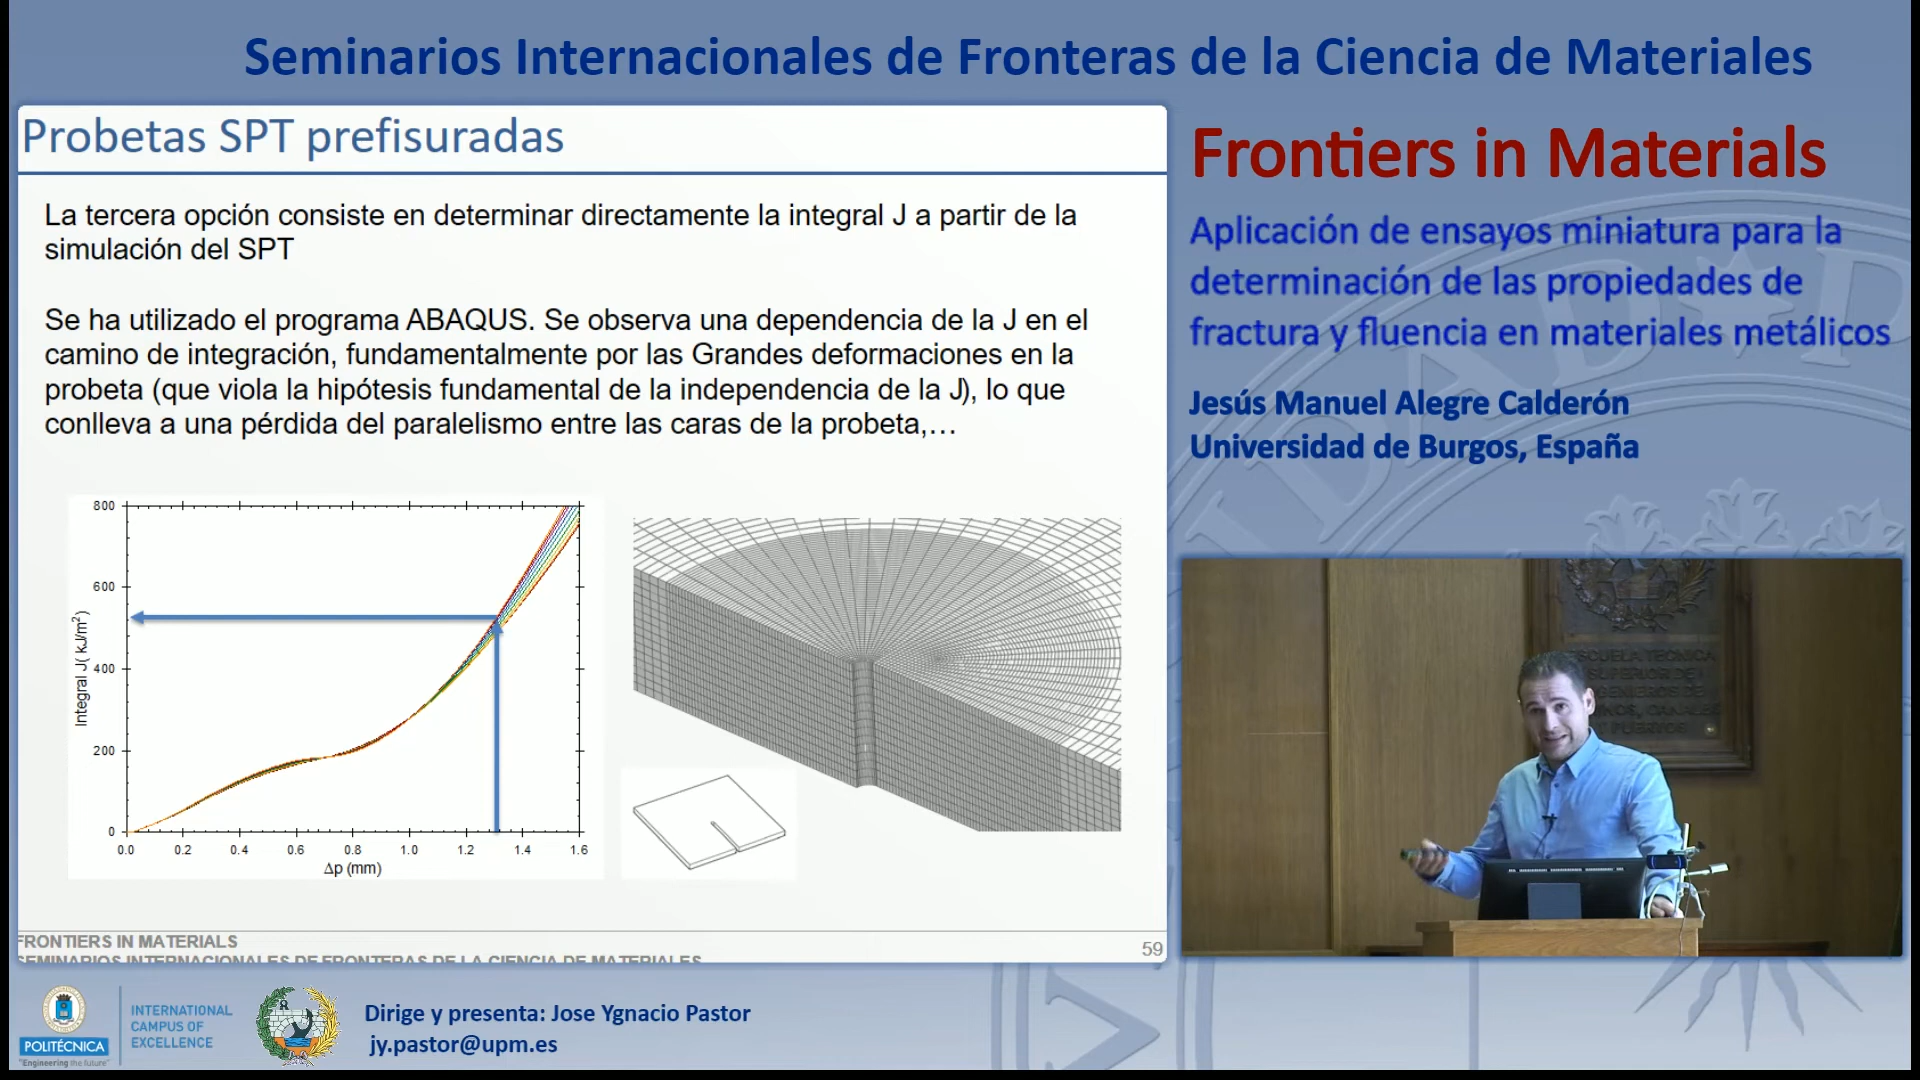 Seminarios Internacionales de Fronteras de la Ciencia de Materiales
Probetas SPT prefisuradas
La tercera opción consiste en determinar directamente la integral J a partir de la
simulación del SPT
Se ha utilizado el programa ABAQUS. Se observa una dependencia de la J en el
camino de integración, fundamentalmente por las Grandes deformaciones en la
probeta (que viola la hipótesis fundamental de la independencia de la J), lo que
conlleva a una pérdida del paralelismo entre las caras de la probeta,…
800
600
400
200
0
Integral J( kJ/m²)
0.0 0.2 0.4 0.6 0.8 1.0 1.2 1.4 1.6
Δp (mm)
FRONTIERS IN MATERIALS
SEMINARIOS INTERNACIONALES DE FRONTERAS DE LA CIENCIA DE MATERIALES
59
Frontiers in Materials
Aplicación de ensayos miniatura para la
determinación de las propiedades de
fractura y fluencia en materiales metálicos
Jesús Manuel Alegre Calderón
Universidad de Burgos, España
ESCUELA TECNICA
SUPERIOR DE
POLITÉCNICA
"Engineering the future"
INTERNATIONAL
CAMPUS OF
EXCELLENCE
Dirige y presenta: Jose Ygnacio Pastor
jy.pastor@upm.es